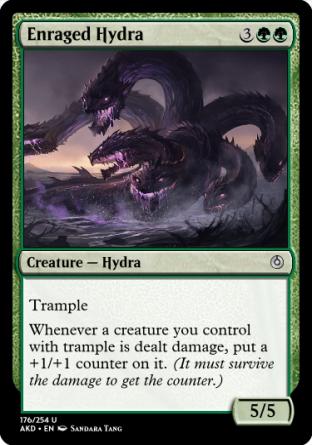 Enraged Hydra 3
Creature — Hydra
Trample
Whenever a creature you control
with trample is dealt damage, put a
+1/+1 counter on it. (It must survive
the damage to get the counter.)
5/5
176/254 U
AKD • EN Sandara Tang